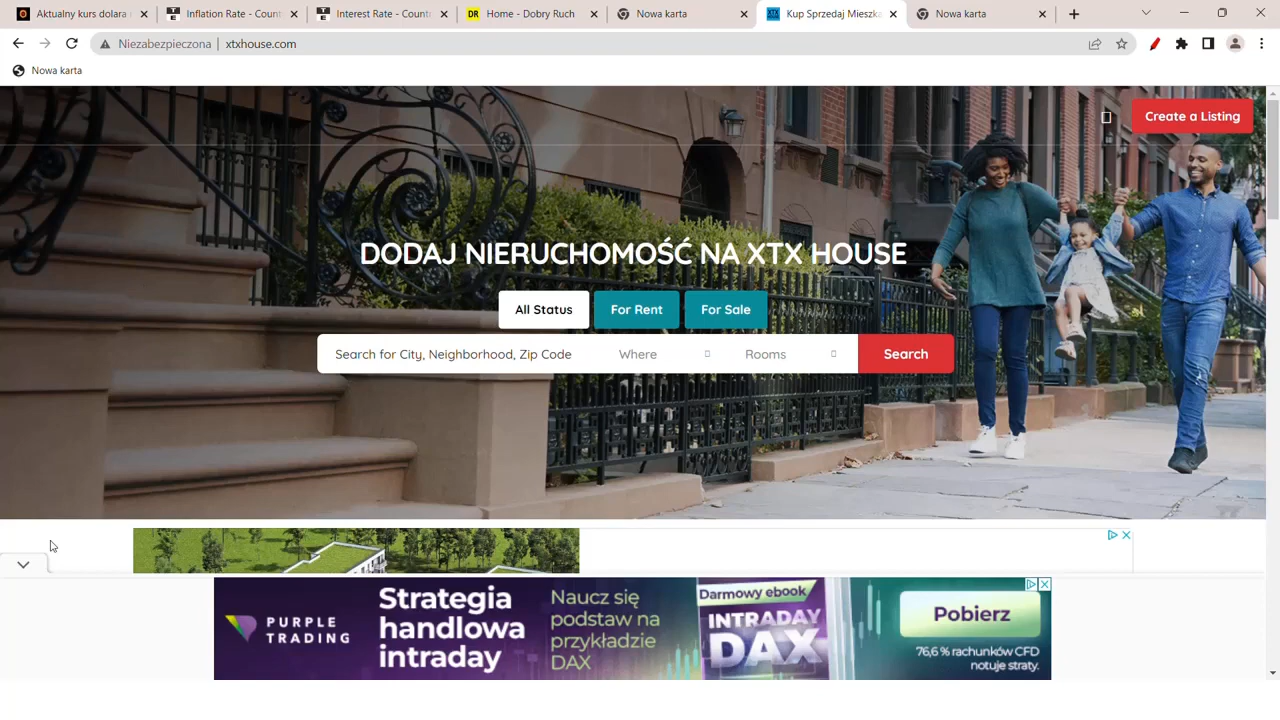 Aktualny kurs dolara
Inflation Rate - Count
Interest Rate - Countr
DR Home - Dobry Ruch
Nowa karta
XTX Kup Sprzedaj Mieszka
Nowa karta
Niezabezpieczona | xtxhouse.com
Nowa karta
Create a Listing
DODAJ NIERUCHOMOŚĆ NA XTX HOUSE
All Status
For Rent
For Sale
Search for City, Neighborhood, Zip Code
Where
Rooms
Search
PURPLE
TRADING
Strategia
handlowa
intraday
Naucz się
podstaw na
przykładzie
DAX
Darmowy ebook
INTRADAY
DAX
Pobierz
76,6 % rachunków CFD
notuje straty.